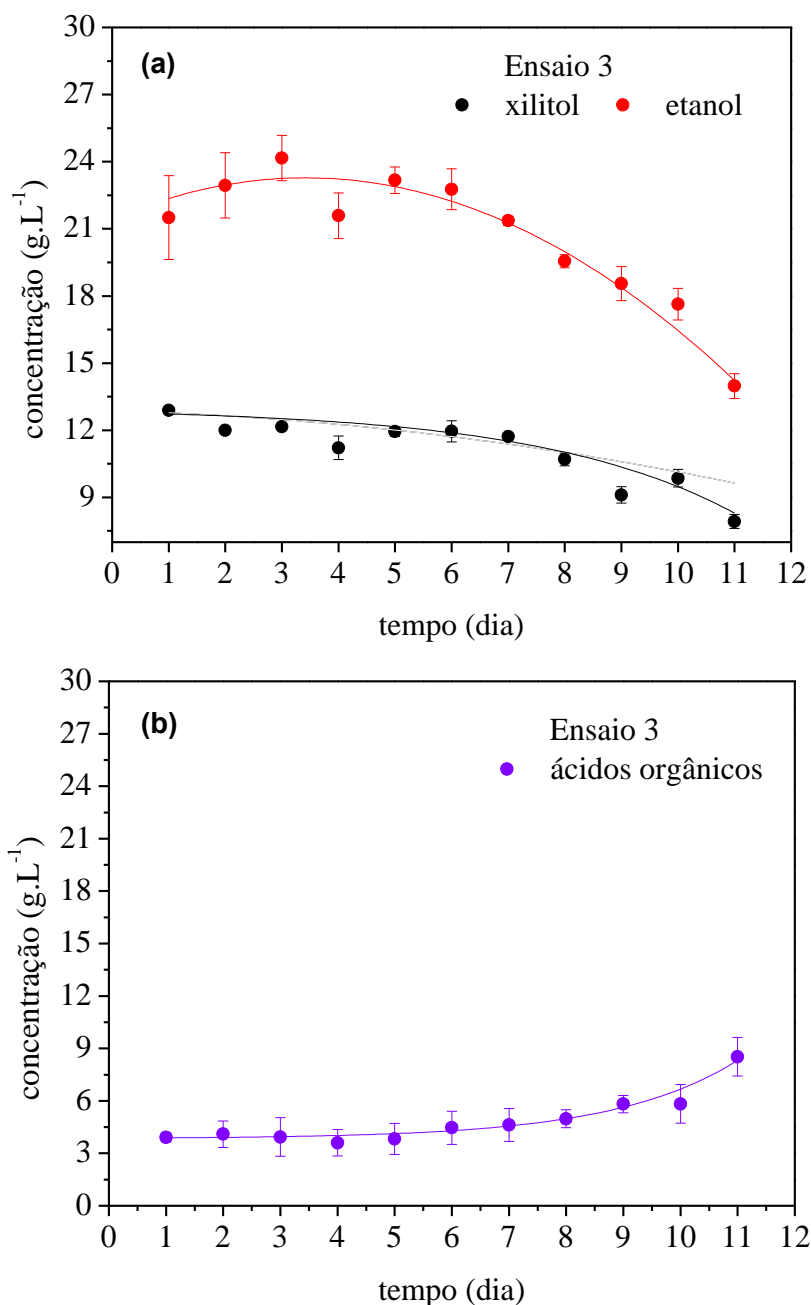 30
(a)
Ensaio 3
27
xilitol etanol
24
21
18
15
12
9
concentração (g.L-1)
0 1 2 3 4 5 6 7 8 9 10 11 12
tempo (dia)
30
(b)
Ensaio 3
27
ácidos orgânicos
24
21
18
15
12
9
6
3
0
concentração (g.L-1)
0 1 2 3 4 5 6 7 8 9 10 11 12
tempo (dia)